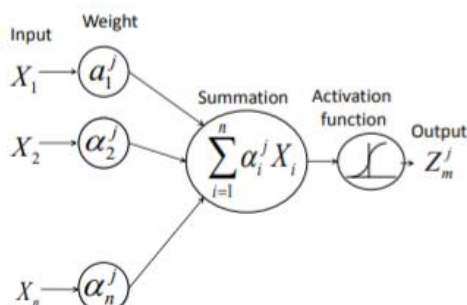 Input
Weight
X₁
a₁ʲ
Summation
Activation
function
X₂
α₂ʲ
∑ᵢ₌₁ⁿ αᵢʲ Xᵢ
Output
Zₘʲ
Xₙ
αₙʲ